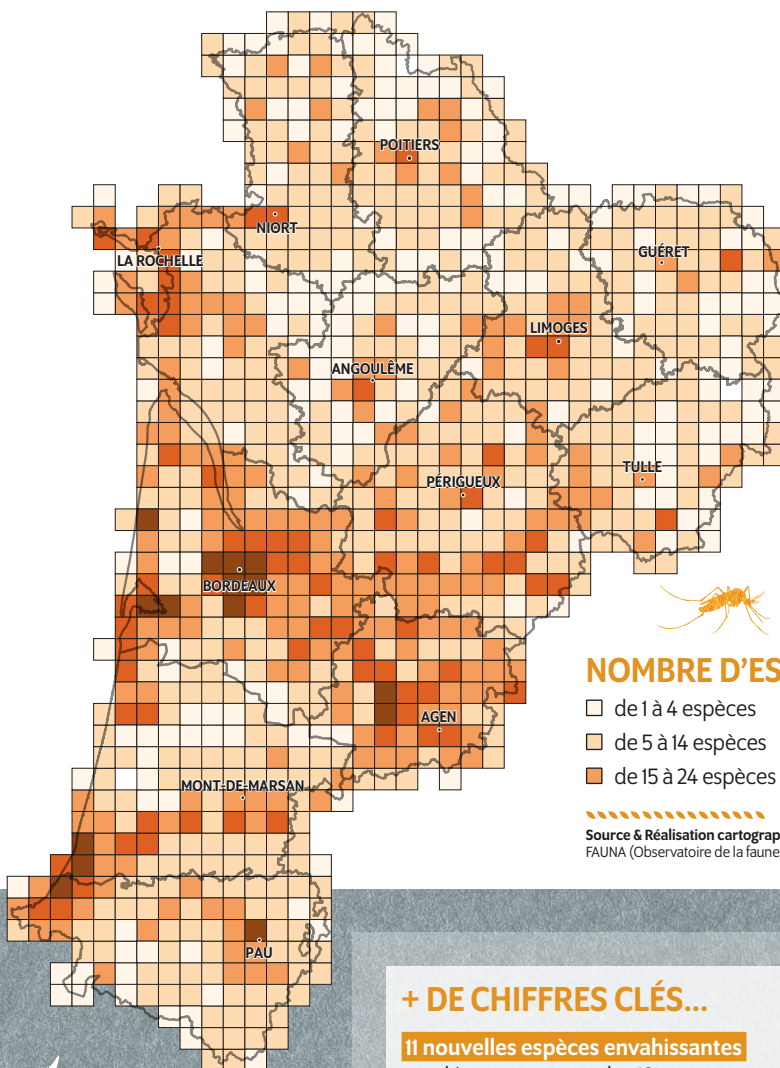 POITIERS
NIORT
LA ROCHELLE
GUÉRET
LIMOGES
ANGOULÊME
TULLE
PÉRIGUEUX
BORDEAUX
NOMBRE D'ES
de 1 à 4 espèces
de 5 à 14 espèces
de 15 à 24 espèces
AGEN
MONT-DE-MARSAN
Source & Réalisation cartograp
FAUNA (Observatoire de la faune
PAU
+ DE CHIFFRES CLÉS...
11 nouvelles espèces envahissantes